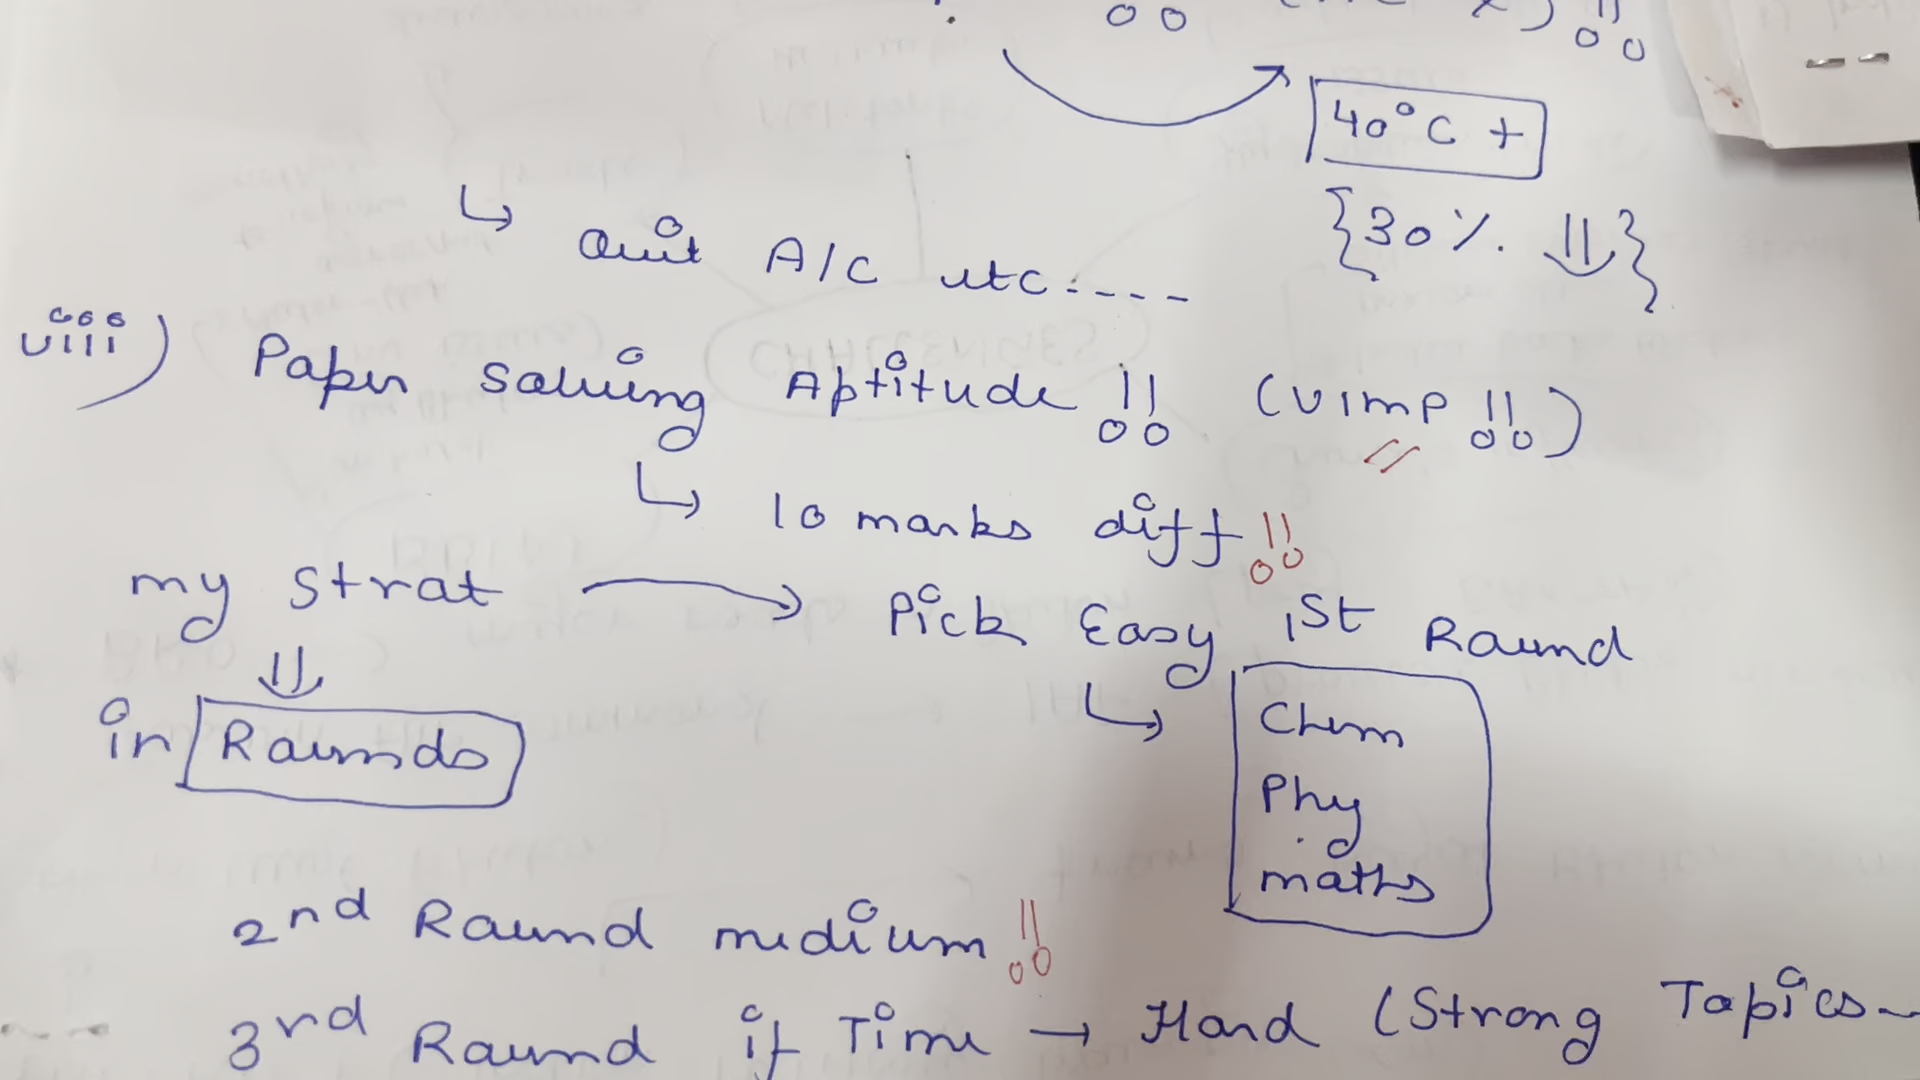 40°C +
{30%. ⇓}
↳ Quit A/C etc.----
viii) Paper Solving Aptitude!! (VIMP!!)
↳ 10 marks diff!!
my strat → Pick Easy 1st Round
⇓
in Rounds
↳ Chem
Phy
maths
2nd Round medium!!
3rd Round if Time → Hard (Strong Topics-